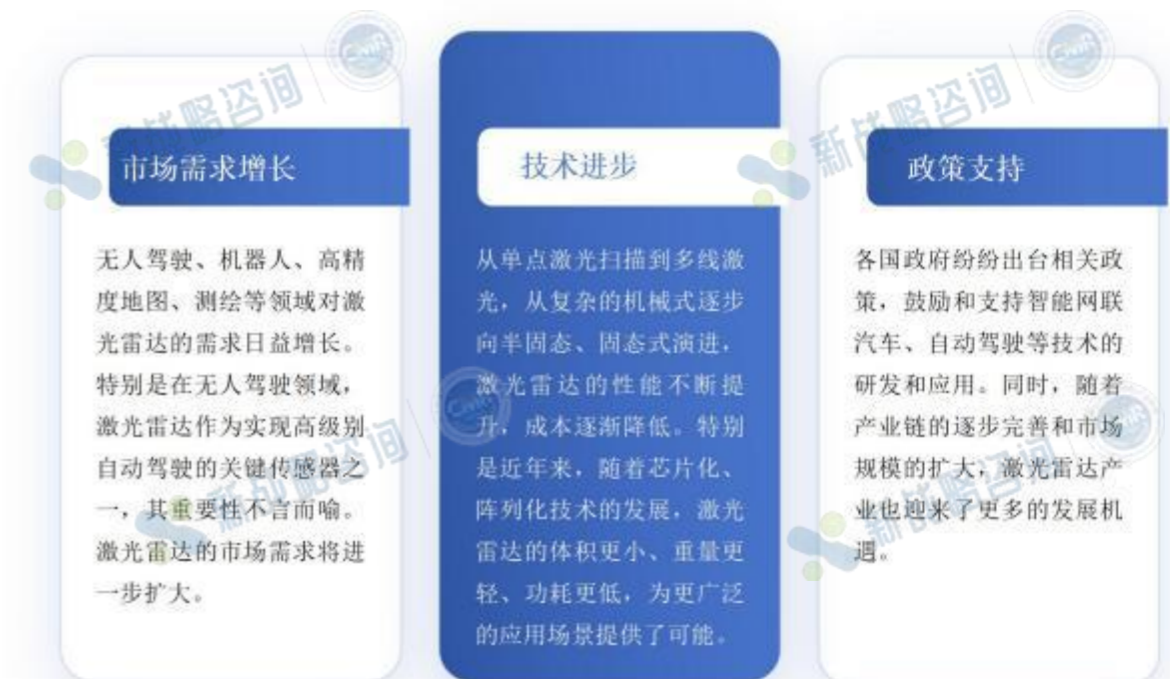 市场需求增长
无人驾驶、机器人、高精
度地图、测绘等领域对激
光雷达的需求日益增长。
特别是在无人驾驶领域，
激光雷达作为实现高级别
自动驾驶的关键传感器之
一，其重要性不言而喻。
激光雷达的市场需求将进
一步扩大。
技术进步
从单点激光扫描到多线激
光，从复杂的机械式逐步
向半固态、固态式演进，
激光雷达的性能不断提
升，成本逐渐降低。特别
是近年来，随着芯片化、
阵列化技术的发展，激光
雷达的体积更小、重量更
轻、功耗更低，为更广泛
的应用场景提供了可能。
政策支持
各国政府纷纷出台相关政
策，鼓励和支持智能网联
汽车、自动驾驶等技术的
研发和应用。同时，随着
产业链的逐步完善和市场
规模的扩大，激光雷达产
业也迎来了更多的发展机
遇。
新战略咨询
新战略咨询
新战略咨询
新战略咨询